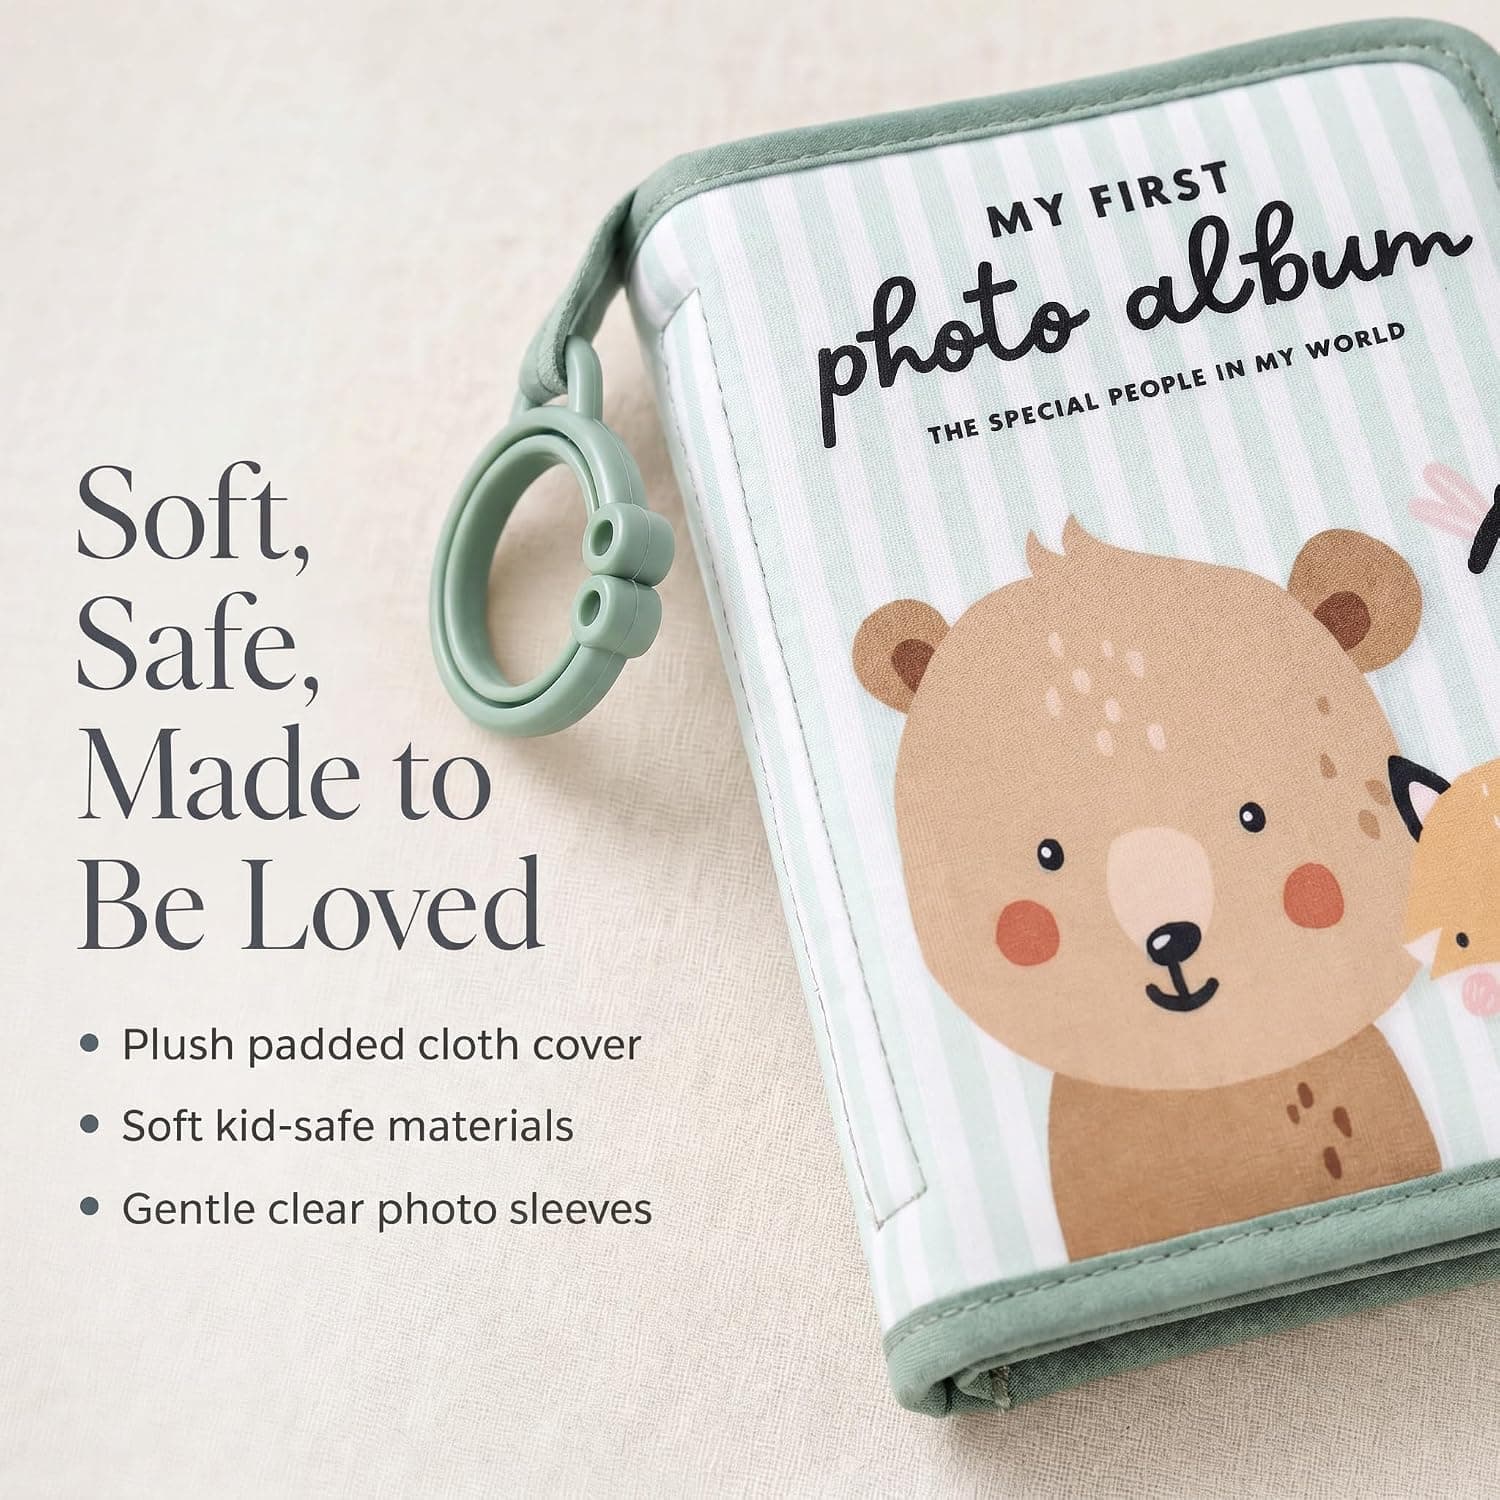 MY FIRST
photo album
THE SPECIAL PEOPLE IN MY WORLD
Soft,
Safe,
Made to
Be Loved
• Plush padded cloth cover
• Soft kid-safe materials
• Gentle clear photo sleeves